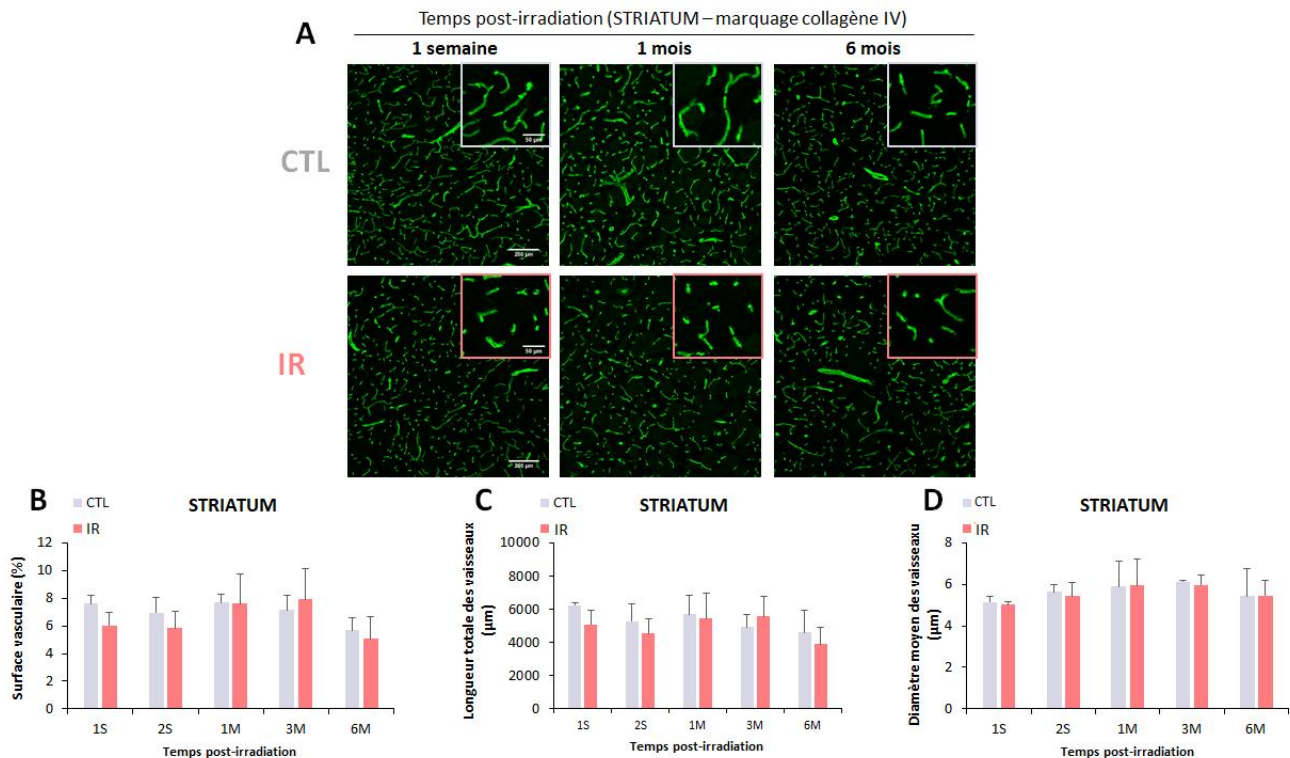 Temps post-irradiation (STRIATUM – marquage collagène IV)
A
1 semaine
1 mois
6 mois
CTL
50 µm
200 µm
IR
50 µm
200 µm
B
CTL
IR
STRIATUM
Surface vasculaire (%)
12
10
8
6
4
2
0
1S
2S
1M
3M
6M
Temps post-irradiation
C
CTL
IR
STRIATUM
Longueur totale des vaisseaux
(µm)
10000
8000
6000
4000
2000
0
1S
2S
1M
3M
6M
Temps post-irradiation
D
CTL
IR
STRIATUM
Diamètre moyen des vaisseaxu
(µm)
8
6
4
2
0
1S
2S
1M
3M
6M
Temps post-irradiation